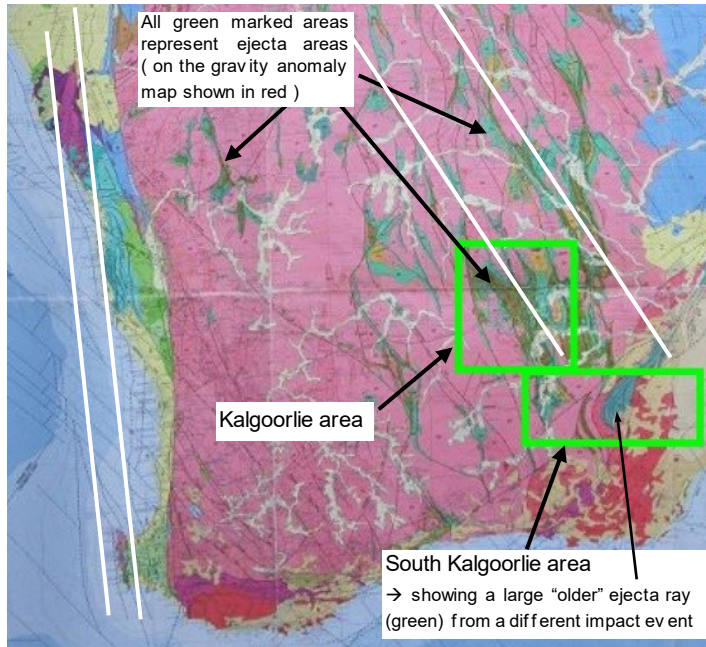 All green marked areas
represent ejecta areas
( on the gravity anomaly
map shown in red )
Kalgoorlie area
South Kalgoorlie area
→ showing a large “older” ejecta ray
(green) from a different impact event